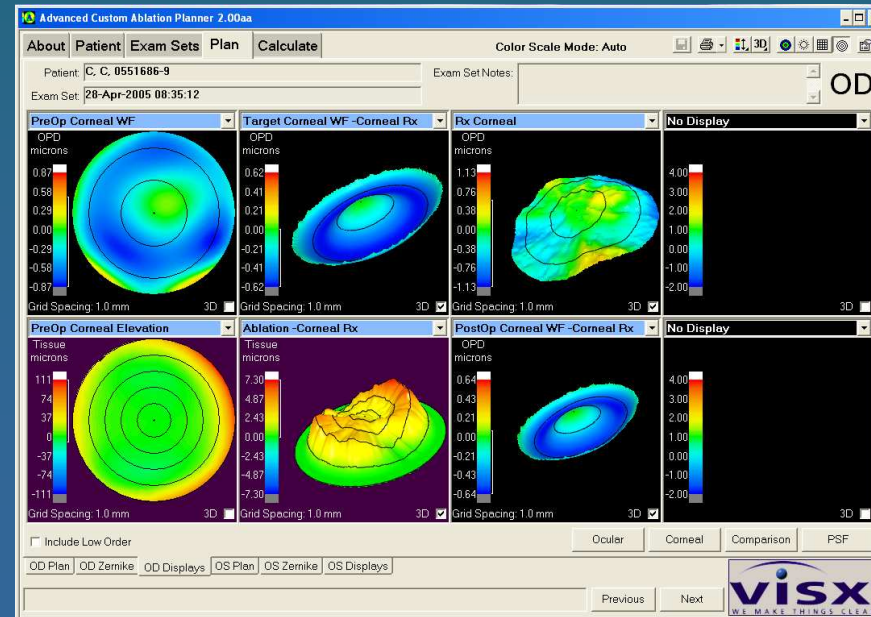 Advanced Custom Ablation Planner 2.00aa
About Patient Exam Sets Plan Calculate Color Scale Mode: Auto 3D
Patient: C, C, 0551686-9 Exam Set Notes: OD
Exam Set: 28-Apr-2005 08:35:12
PreOp Corneal WF Target Corneal WF -Corneal Rx Rx Corneal No Display
OPD OPD OPD
microns microns microns
0.87 0.62 1.13 4.00
0.58 0.41 0.76 3.00
0.29 0.21 0.38 2.00
0.00 0.00 0.00 1.00
-0.29 -0.21 -0.38 0.00
-0.58 -0.41 -0.76 -1.00
-0.87 -0.62 -1.13 -2.00
Grid Spacing: 1.0 mm 3D Grid Spacing: 1.0 mm 3D Grid Spacing: 1.0 mm 3D 3D
PreOp Corneal Elevation Ablation -Corneal Rx PostOp Corneal WF -Corneal Rx No Display
Tissue Tissue OPD
microns microns microns
111 7.30 0.64 4.00
74 4.87 0.43 3.00
37 2.43 0.21 2.00
0 0.00 0.00 1.00
-37 -2.43 -0.21 0.00
-74 -4.87 -0.43 -1.00
-111 -7.30 -0.64 -2.00
Grid Spacing: 1.0 mm 3D Grid Spacing: 1.0 mm 3D Grid Spacing: 1.0 mm 3D 3D
Include Low Order Ocular Corneal Comparison PSF
OD Plan OD Zernike OD Displays OS Plan OS Zernike OS Displays
Previous Next
VISX
WE MAKE THINGS CLEA